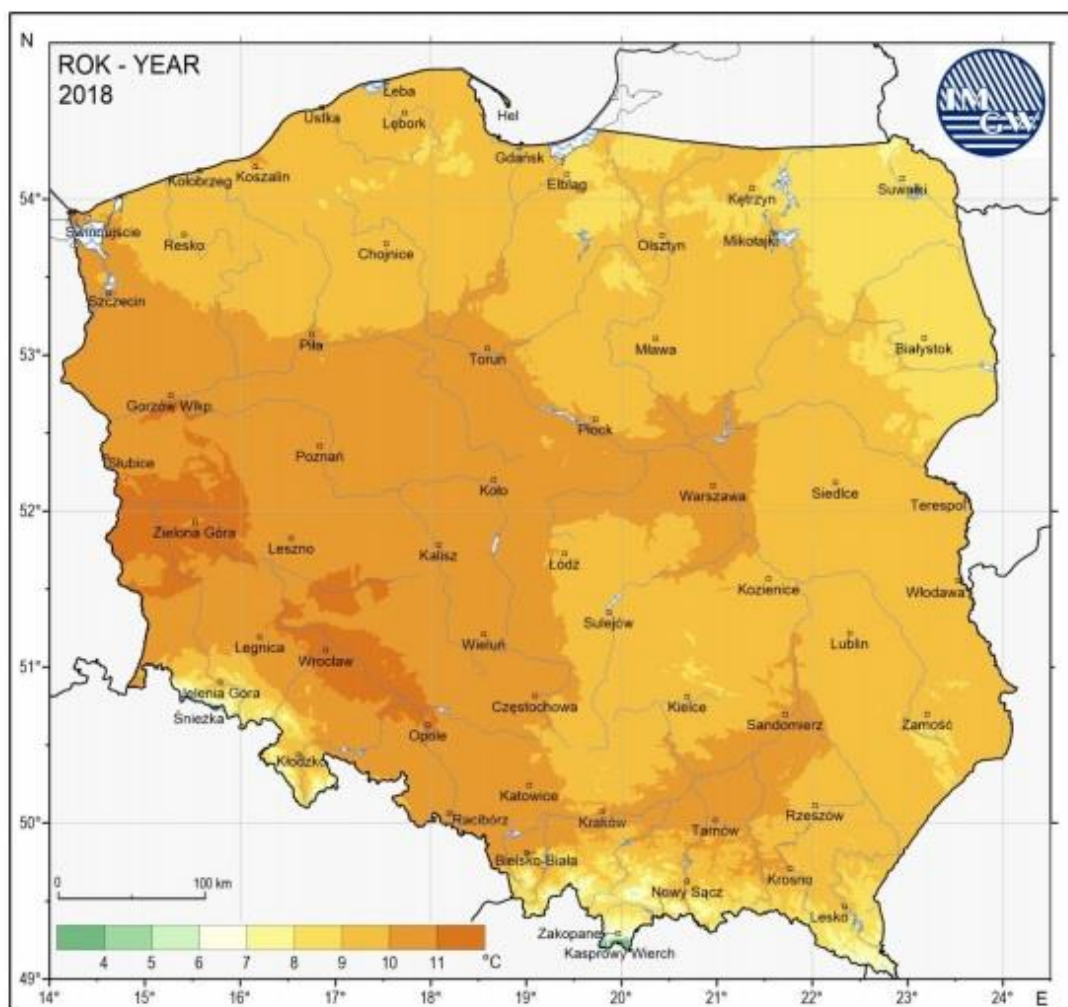 N
ROK - YEAR
2018
IM
GW
Łeba
Ustka
Lębork
Hel
Gdańsk
Kołobrzeg
Koszalin
Elbląg
Kętrzyn
Suwałki
54°
Świnoujście
Resko
Chojnice
Olsztyn
Mikołajki
Szczecin
Piła
Toruń
Mława
Białystok
53°
Gorzów Wlkp.
Płock
Słubice
Poznań
Koło
Warszawa
Siedlce
Terespol
52°
Zielona Góra
Leszno
Kalisz
Łódź
Kozienice
Włodawa
Sulejów
Legnica
Wrocław
Wieluń
Lublin
51°
Jelenia Góra
Śnieżka
Częstochowa
Kielce
Sandomierz
Zamość
Opole
Kłodzko
Katowice
Racibórz
Kraków
Tarnów
Rzeszów
50°
Bielsko-Biała
Nowy Sącz
Krosno
Lesko
0 100 km
Zakopane
Kasprowy Wierch
4 5 6 7 8 9 10 11 °C
49°
14° 15° 16° 17° 18° 19° 20° 21° 22° 23° 24° E